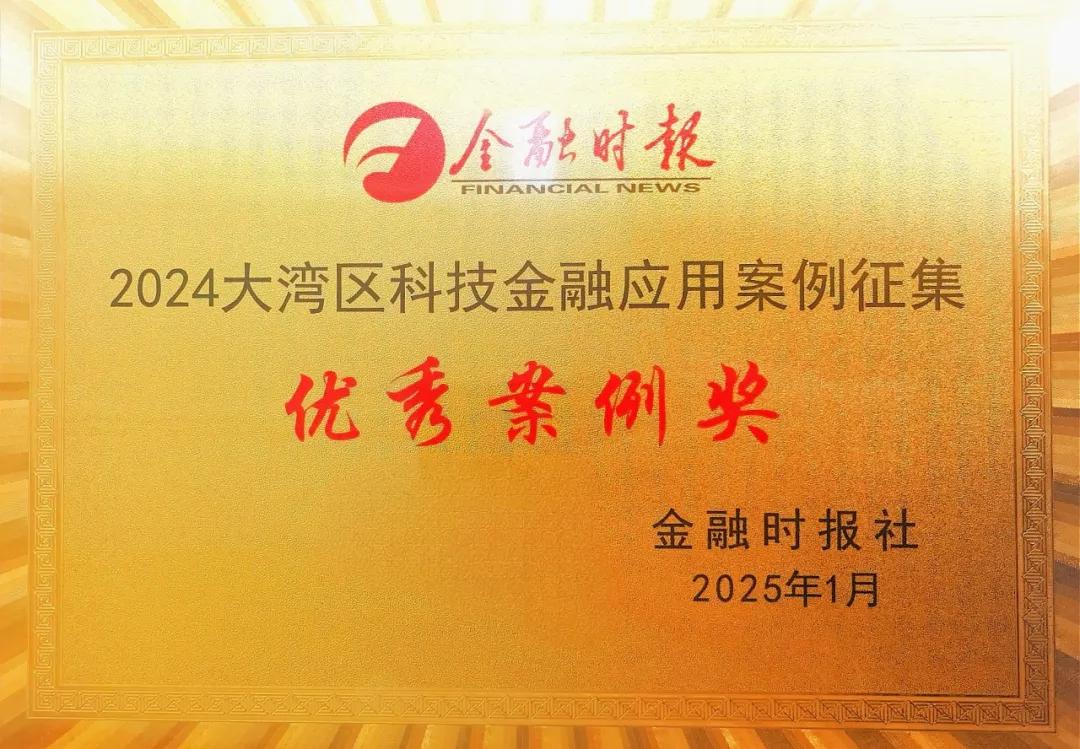 金融时报
FINANCIAL NEWS
2024大湾区科技金融应用案例征集
优秀案例奖
金融时报社
2025年1月